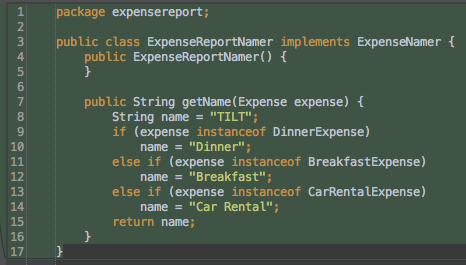 1 package expensereport;
2
3 public class ExpenseReportNamer implements ExpenseNamer {
4     public ExpenseReportNamer() {
5     }
6
7     public String getName(Expense expense) {
8         String name = "TILT";
9         if (expense instanceof DinnerExpense)
10             name = "Dinner";
11         else if (expense instanceof BreakfastExpense)
12             name = "Breakfast";
13         else if (expense instanceof CarRentalExpense)
14             name = "Car Rental";
15         return name;
16     }
17 }